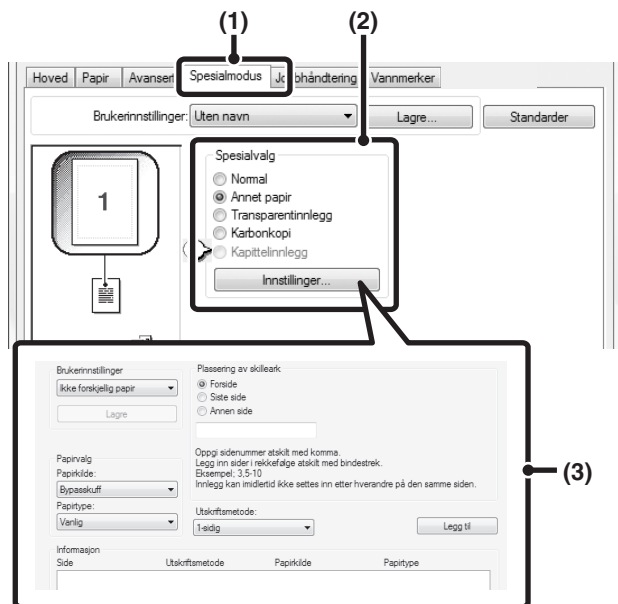 (1)
(2)
Hoved Papir Avansert Spesialmodus Jobbhåndtering Vannmerker
Brukerinnstillinger: Uten navn Lagre... Standarder
Spesialvalg
Normal
Annet papir
Transparentinnlegg
Karbonkopi
Kapittelinnlegg
Innstillinger...
1
Brukerinnstillinger
Ikke forskjellig papir
Lagre
Plassering av skilleark
Forside
Siste side
Annen side
Oppgi sidenummer atskilt med komma.
Legg inn sider i rekkefølge atskilt med bindestrek.
Eksempel; 3,5-10
Innlegg kan imidlertid ikke settes inn etter hverandre på den samme siden.
(3)
Papirvalg
Papirkilde:
Bypasskuff
Papirtype:
Vanlig
Utskriftsmetode:
1-sidig
Legg til
Informasjon
Side Utskriftsmetode Papirkilde Papirtype